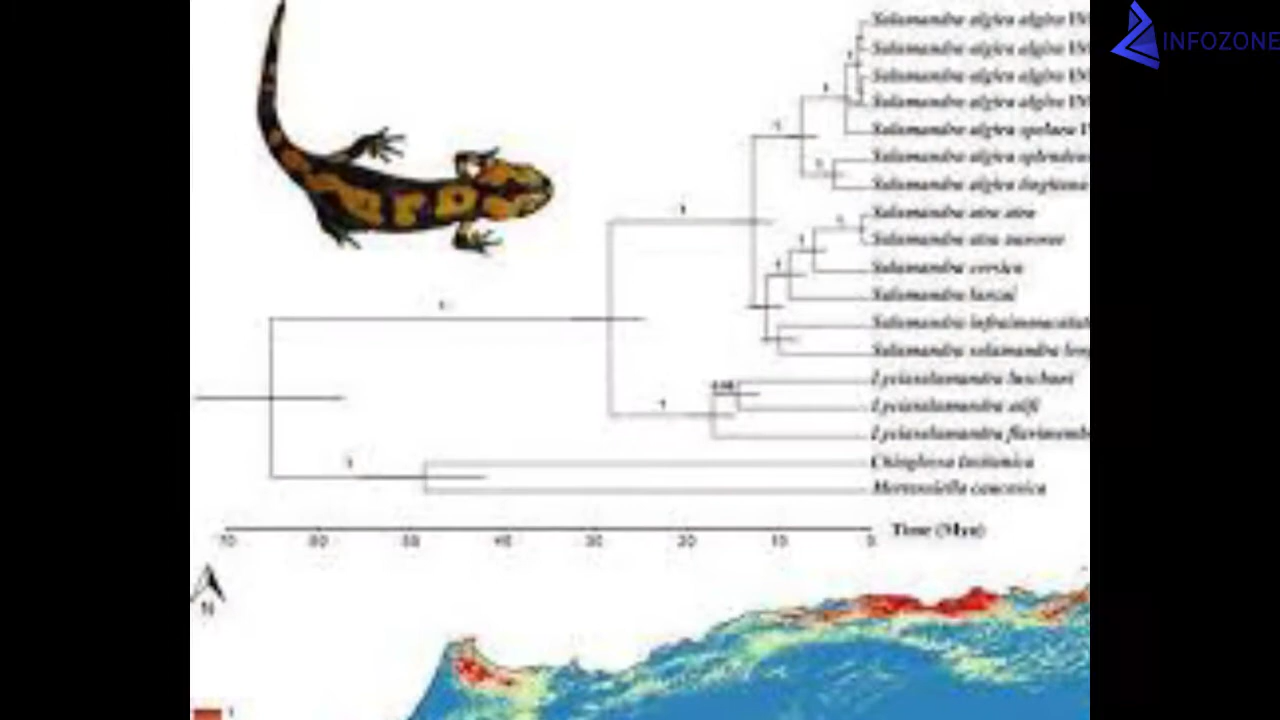 INFOZONE
Salamandra algira algira
Salamandra algira algira
Salamandra algira algira
Salamandra algira algira
Salamandra algira spelaea
Salamandra algira splendens
Salamandra algira tingitana
Salamandra atra atra
Salamandra atra aurorae
Salamandra corsica
Salamandra lanzai
Salamandra infraimmaculata
Salamandra salamandra
Lyciasalamandra luschani
Lyciasalamandra atifi
Lyciasalamandra
Chioglossa lusitanica
Mertensiella caucasica
70 60 50 40 30 20 10 0 Time (Mya)
N